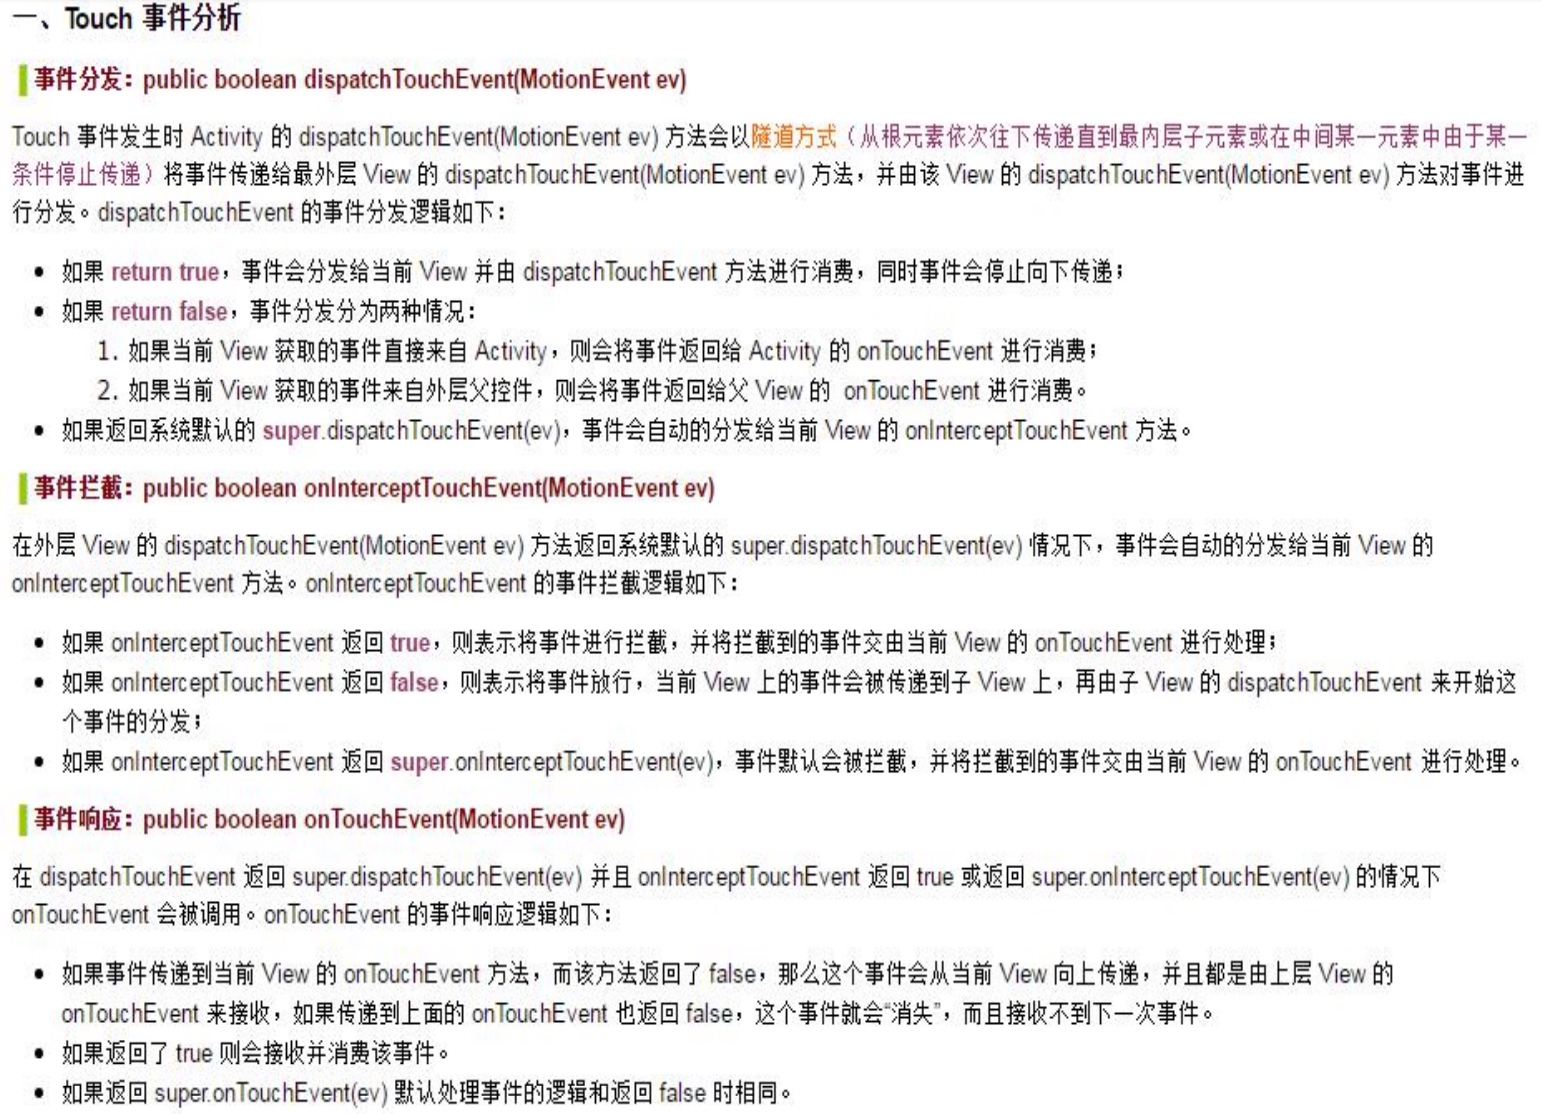 一、Touch 事件分析
事件分发：public boolean dispatchTouchEvent(MotionEvent ev)
Touch 事件发生时 Activity 的 dispatchTouchEvent(MotionEvent ev) 方法会以隧道方式（从根元素依次往下传递直到最内层子元素或在中间某一元素中由于某一
条件停止传递）将事件传递给最外层 View 的 dispatchTouchEvent(MotionEvent ev) 方法，并由该 View 的 dispatchTouchEvent(MotionEvent ev) 方法对事件进
行分发。dispatchTouchEvent 的事件分发逻辑如下：
• 如果 return true，事件会分发给当前 View 并由 dispatchTouchEvent 方法进行消费，同时事件会停止向下传递；
• 如果 return false，事件分发分为两种情况：
1. 如果当前 View 获取的事件直接来自 Activity，则会将事件返回给 Activity 的 onTouchEvent 进行消费；
2. 如果当前 View 获取的事件来自外层父控件，则会将事件返回给父 View 的 onTouchEvent 进行消费。
• 如果返回系统默认的 super.dispatchTouchEvent(ev)，事件会自动的分发给当前 View 的 onInterceptTouchEvent 方法。
事件拦截：public boolean onInterceptTouchEvent(MotionEvent ev)
在外层 View 的 dispatchTouchEvent(MotionEvent ev) 方法返回系统默认的 super.dispatchTouchEvent(ev) 情况下，事件会自动的分发给当前 View 的
onInterceptTouchEvent 方法。onInterceptTouchEvent 的事件拦截逻辑如下：
• 如果 onInterceptTouchEvent 返回 true，则表示将事件进行拦截，并将拦截到的事件交由当前 View 的 onTouchEvent 进行处理；
• 如果 onInterceptTouchEvent 返回 false，则表示将事件放行，当前 View 上的事件会被传递到子 View 上，再由子 View 的 dispatchTouchEvent 来开始这
个事件的分发；
• 如果 onInterceptTouchEvent 返回 super.onInterceptTouchEvent(ev)，事件默认会被拦截，并将拦截到的事件交由当前 View 的 onTouchEvent 进行处理。
事件响应：public boolean onTouchEvent(MotionEvent ev)
在 dispatchTouchEvent 返回 super.dispatchTouchEvent(ev) 并且 onInterceptTouchEvent 返回 true 或返回 super.onInterceptTouchEvent(ev) 的情况下
onTouchEvent 会被调用。onTouchEvent 的事件响应逻辑如下：
• 如果事件传递到当前 View 的 onTouchEvent 方法，而该方法返回了 false，那么这个事件会从当前 View 向上传递，并且都是由上层 View 的
onTouchEvent 来接收，如果传递到上面的 onTouchEvent 也返回 false，这个事件就会“消失”，而且接收不到下一次事件。
• 如果返回了 true 则会接收并消费该事件。
• 如果返回 super.onTouchEvent(ev) 默认处理事件的逻辑和返回 false 时相同。